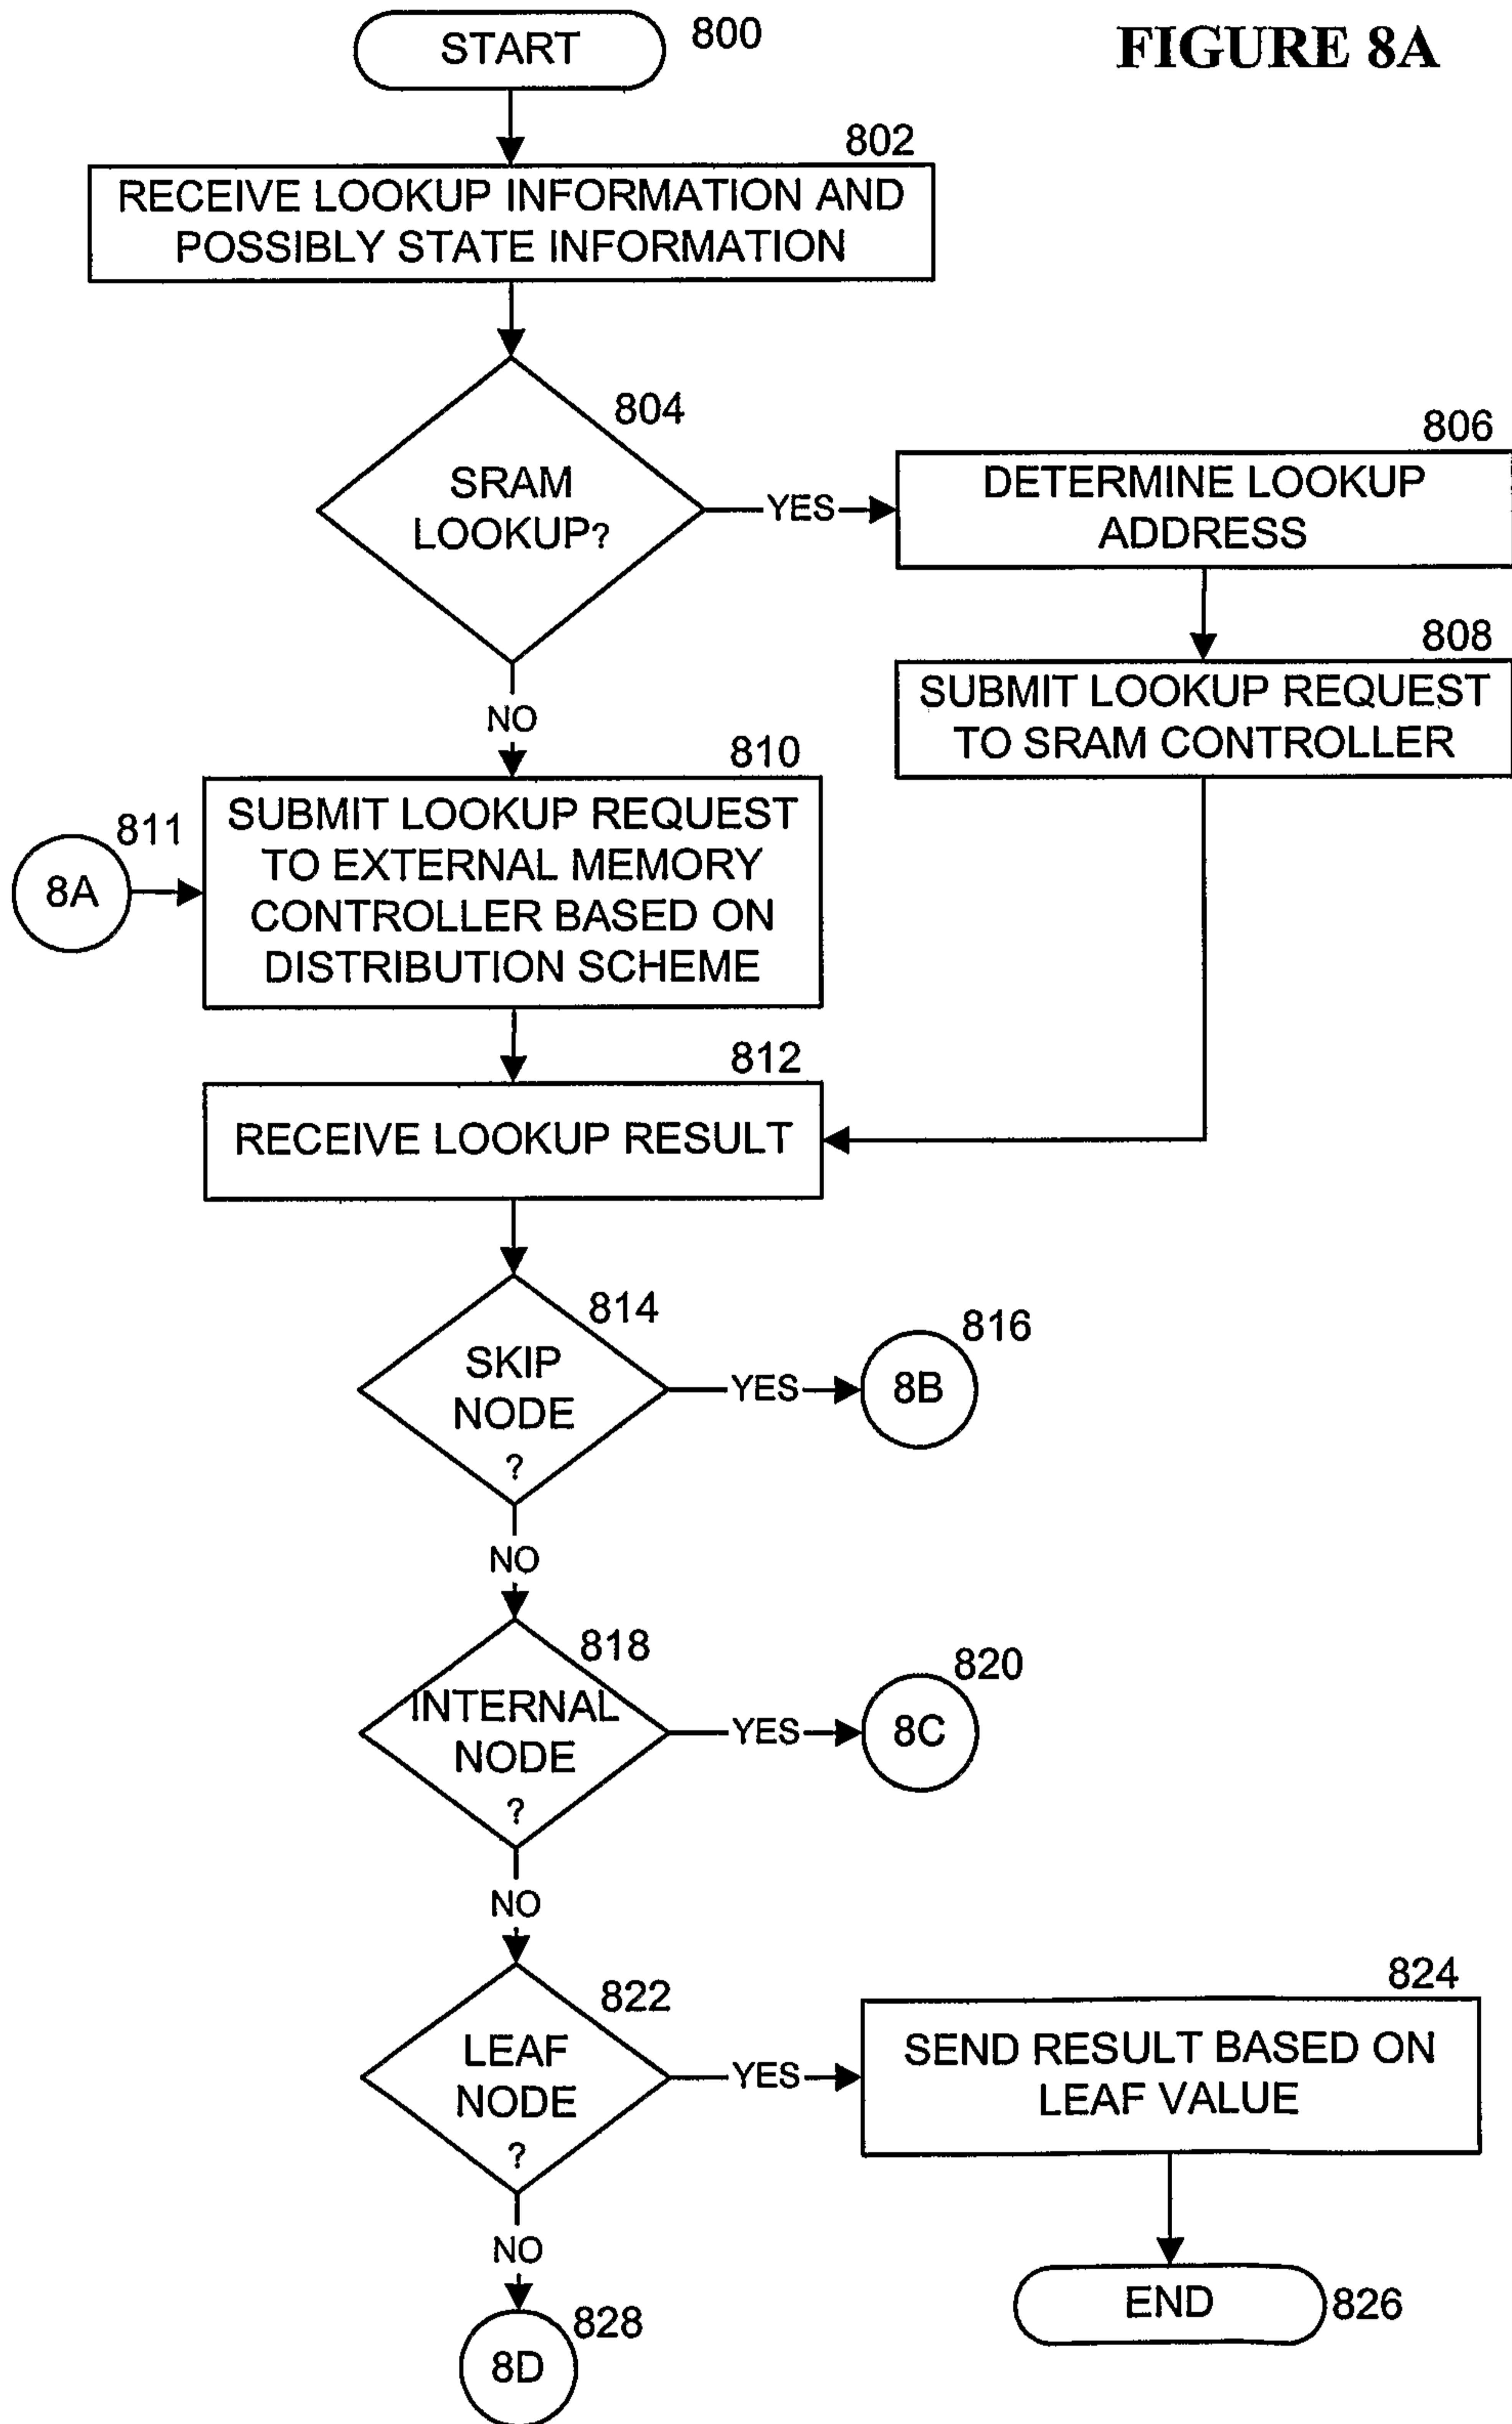 FIGURE 8A
START
800
802
RECEIVE LOOKUP INFORMATION AND
POSSIBLY STATE INFORMATION
804
SRAM
LOOKUP?
YES
806
DETERMINE LOOKUP
ADDRESS
808
SUBMIT LOOKUP REQUEST
TO SRAM CONTROLLER
NO
810
SUBMIT LOOKUP REQUEST
TO EXTERNAL MEMORY
CONTROLLER BASED ON
DISTRIBUTION SCHEME
811
8A
812
RECEIVE LOOKUP RESULT
814
SKIP
NODE
?
YES
816
8B
NO
818
INTERNAL
NODE
?
YES
820
8C
NO
822
LEAF
NODE
?
YES
824
SEND RESULT BASED ON
LEAF VALUE
END
826
NO
828
8D